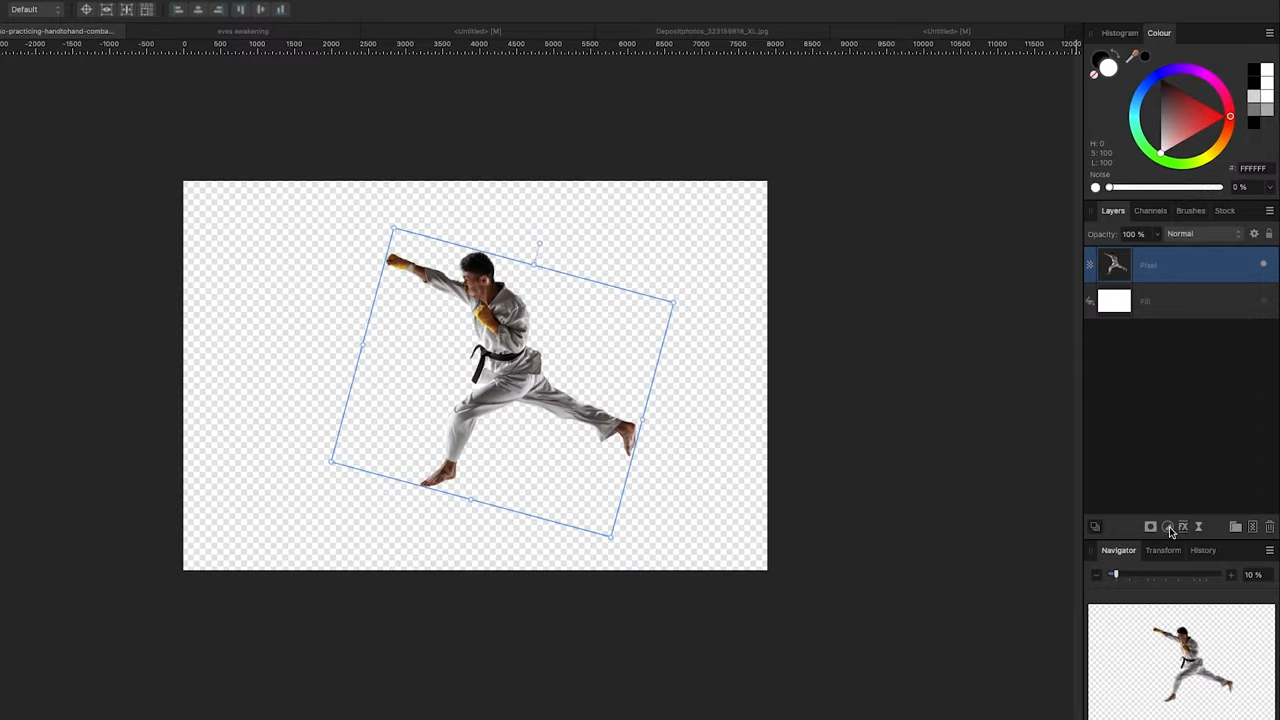 Default
o-practicing-handtohand-comba...
eves awakening
<Untitled> [M]
Depositphotos_323159818_XL.jpg
<Untitled> [M]
-2000 -1500 -1000 -500 0 500 1000 1500 2000 2500 3000 3500 4000 4500 5000 5500 6000 6500 7000 7500 8000 8500 9000 9500 10000 10500 11000 11500 12000
Histogram Colour
H: 0
S: 100
L: 100
#: FFFFFF
Noise
0 %
Layers Channels Brushes Stock
Opacity: 100 % Normal
Pixel
Fill
fx
Navigator Transform History
10 %